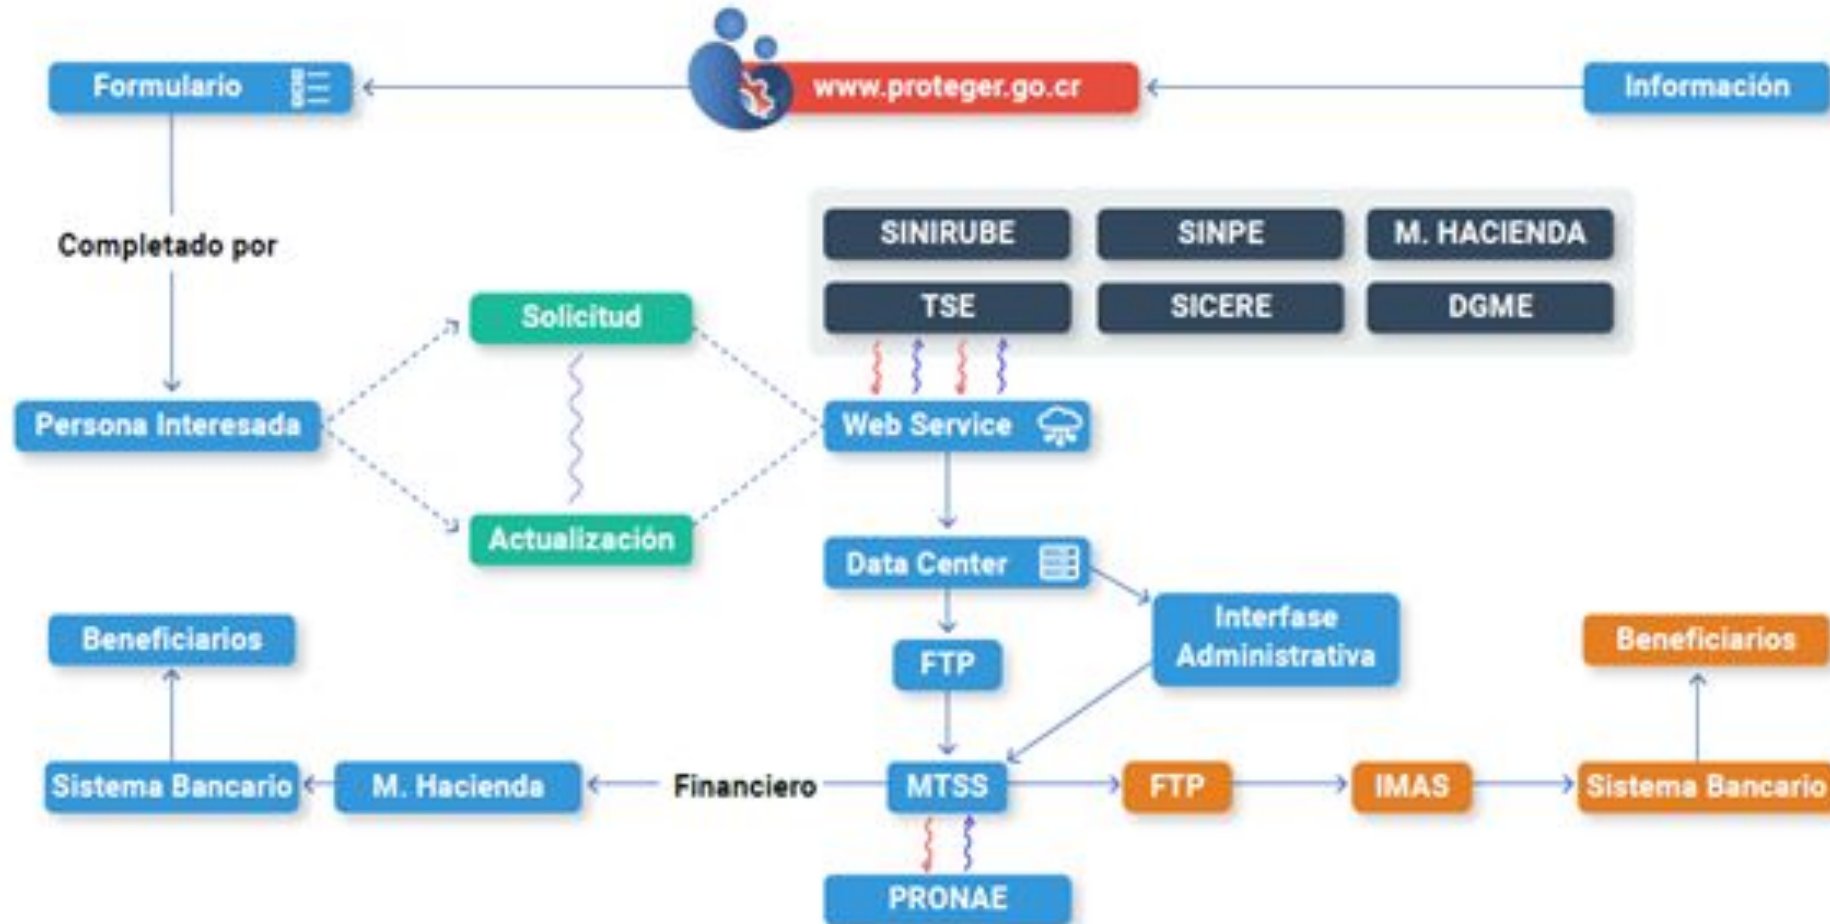 Formulario
www.proteger.go.cr
Información
SINIRUBE
SINPE
M. HACIENDA
Completado por
TSE
SICERE
DGME
Solicitud
Persona Interesada
Web Service
Actualización
Data Center
Interfase
Administrativa
Beneficiarios
FTP
Beneficiarios
Sistema Bancario
M. Hacienda
Financiero
MTSS
FTP
IMAS
Sistema Bancario
PRONAE